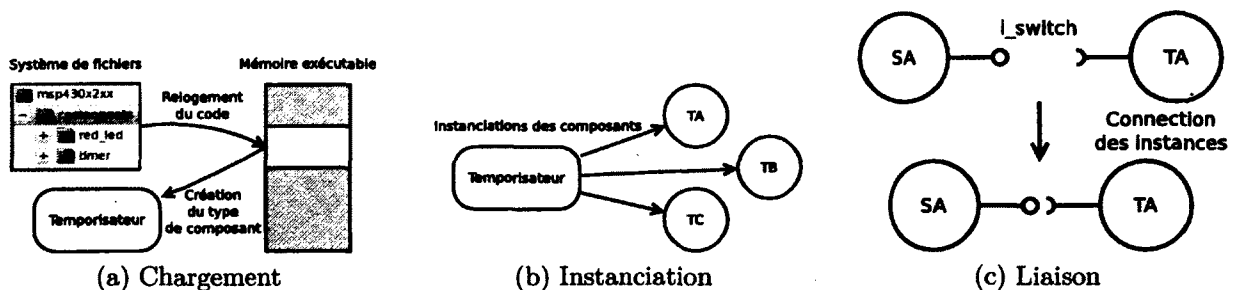 Système de fichiers
msp430x2xx
composants
red_led
timer
Relogement
du code
Mémoire exécutable
Temporisateur
Création
du type
de composant
(a) Chargement
Instanciations des composants
Temporisateur
TA
TB
TC
(b) Instanciation
i_switch
SA
TA
Connection
des instances
SA
TA
(c) Liaison